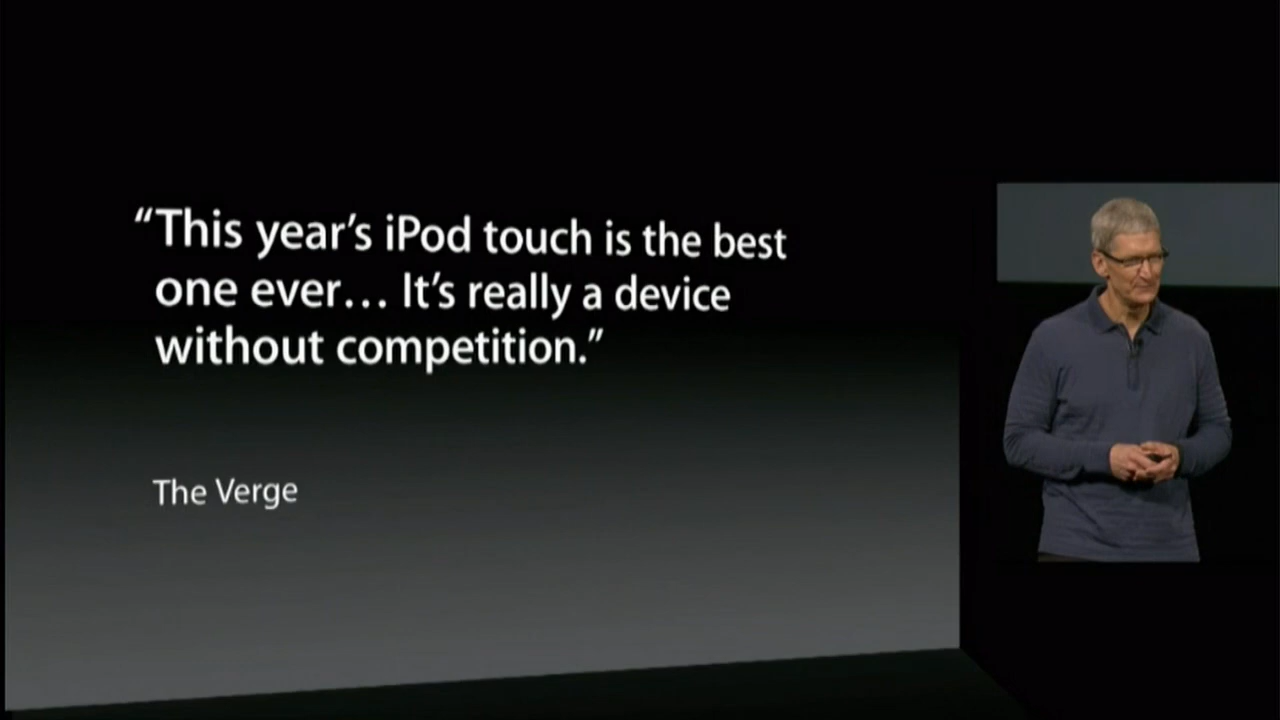 “This year’s iPod touch is the best
one ever… It’s really a device
without competition.”
The Verge